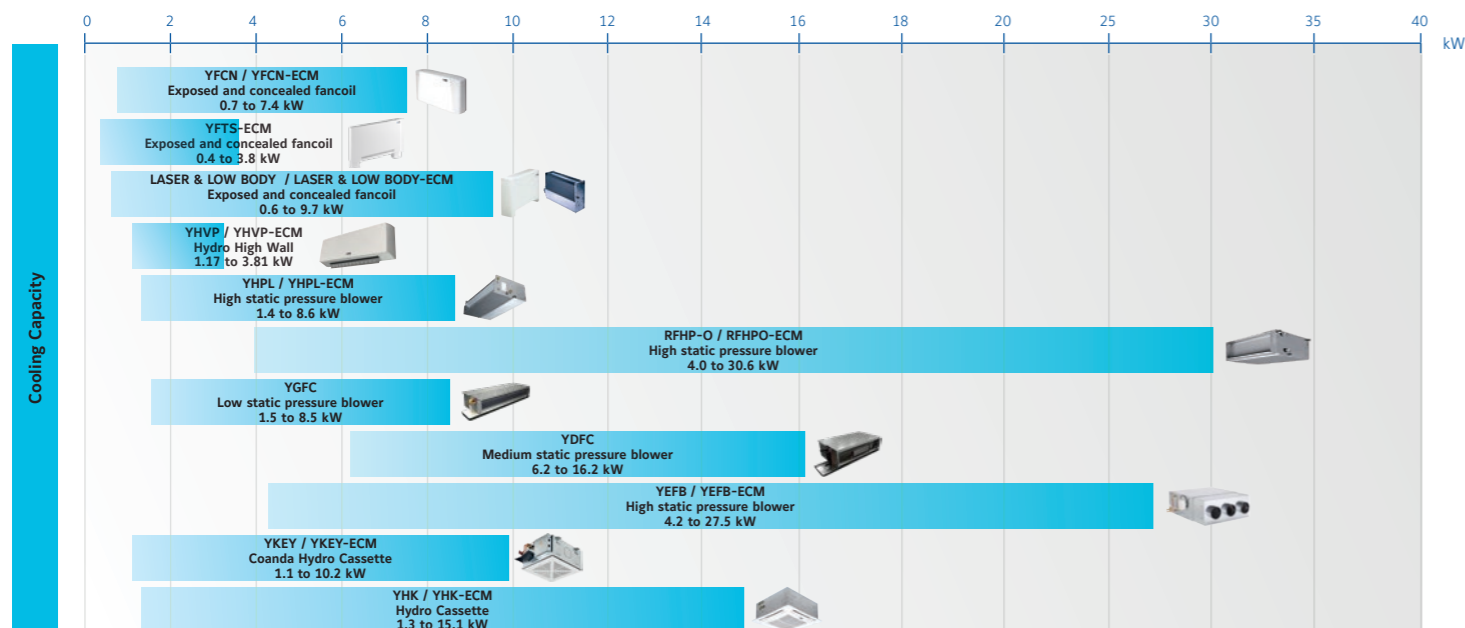 0 2 4 6 8 10 12 16 14 18 20 25 30 35 40
kW
Cooling Capacity
YFCN / YFCN-ECM
Exposed and concealed fancoil
0.7 to 7.4 kW
YFTS-ECM
Exposed and concealed fancoil
0.4 to 3.8 kW
LASER & LOW BODY / LASER & LOW BODY-ECM
Exposed and concealed fancoil
0.6 to 9.7 kW
YHVP / YHVP-ECM
Hydro High Wall
1.17 to 3.81 kW
YHPL / YHPL-ECM
High static pressure blower
1.4 to 8.6 kW
RFHP-O / RFHPO-ECM
High static pressure blower
4.0 to 30.6 kW
YGFC
Low static pressure blower
1.5 to 8.5 kW
YDFC
Medium static pressure blower
6.2 to 16.2 kW
YEFB / YEFB-ECM
High static pressure blower
4.2 to 27.5 kW
YKEY / YKEY-ECM
Coanda Hydro Cassette
1.1 to 10.2 kW
YHK / YHK-ECM
Hydro Cassette
1.3 to 15.1 kW